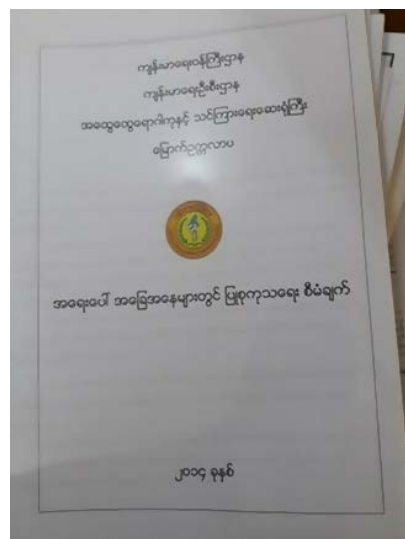 ကျန်းမာရေးဝန်ကြီးဌာန
ကျန်းမာရေးဦးစီးဌာန
အထွေထွေရောဂါကုနှင့် သင်ကြားရေးဆေးရုံကြီး
မြောက်ဥက္ကလာပ
အရေးပေါ် အခြေအနေများတွင် ပြုစုကုသရေး စီမံချက်
၂၀၁၄ ခုနှစ်